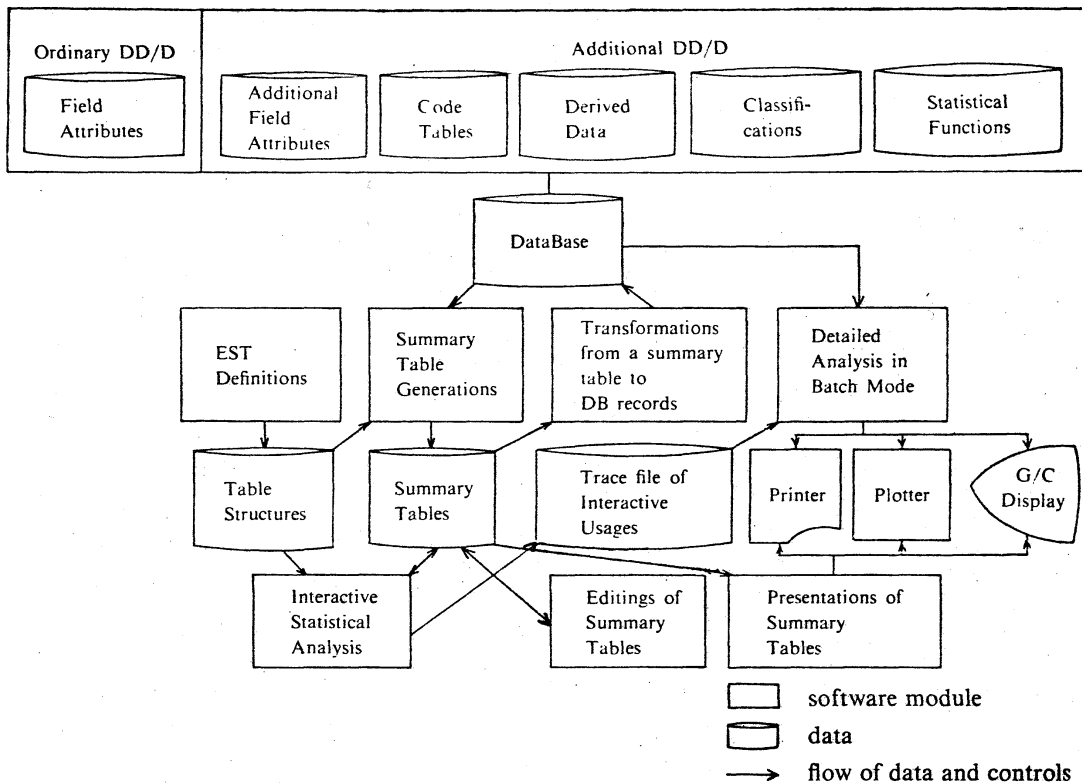 Ordinary DD/D
Additional DD/D
Field
Attributes
Additional
Field
Attributes
Code
Tables
Derived
Data
Classifi-
cations
Statistical
Functions
DataBase
EST
Definitions
Summary
Table
Generations
Transformations
from a summary
table to
DB records
Detailed
Analysis in
Batch Mode
Table
Structures
Summary
Tables
Trace file of
Interactive
Usages
Printer
Plotter
G/C
Display
Interactive
Statistical
Analysis
Editings of
Summary
Tables
Presentations of
Summary
Tables
software module
data
flow of data and controls